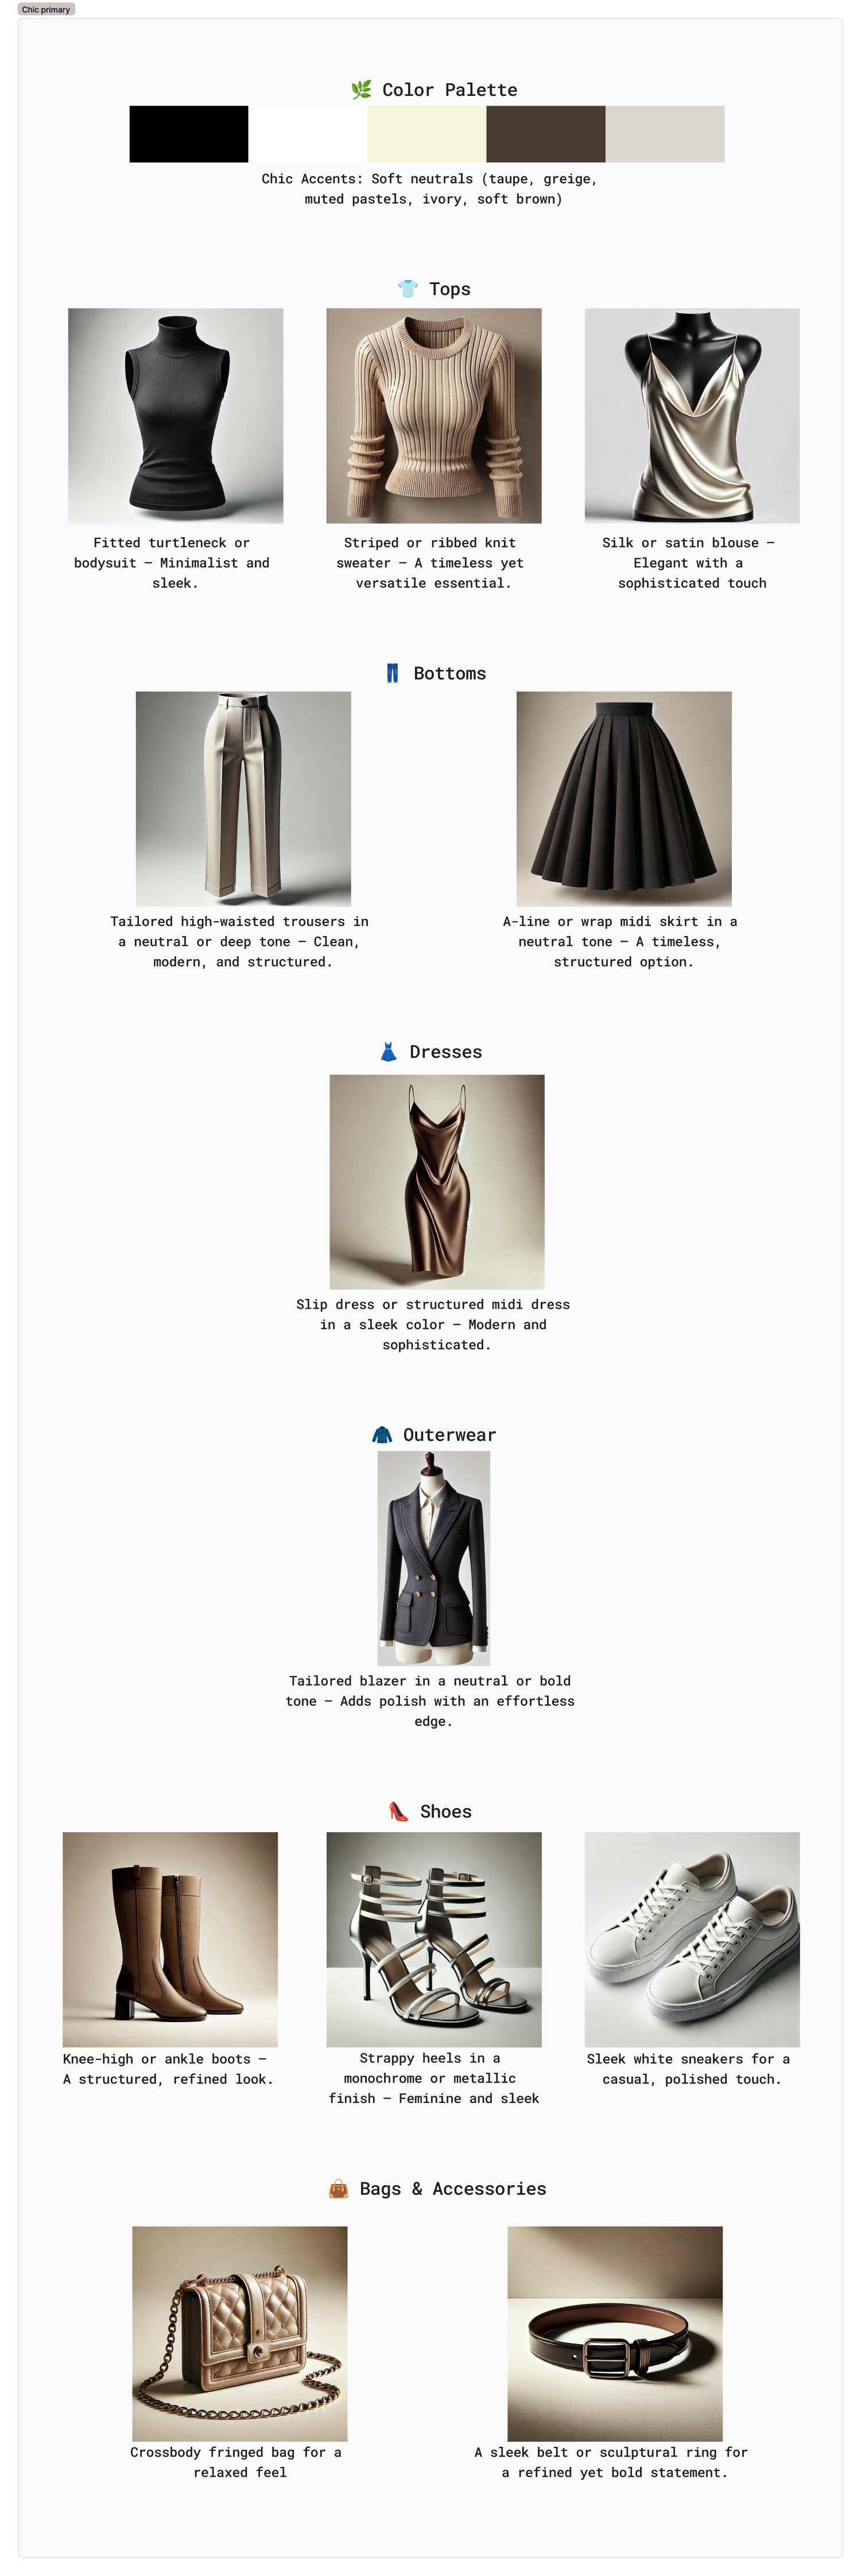 Chic primary
🌿 Color Palette
Chic Accents: Soft neutrals (taupe, greige,
muted pastels, ivory, soft brown)
👕 Tops
Fitted turtleneck or
bodysuit – Minimalist and
sleek.
Striped or ribbed knit
sweater – A timeless yet
versatile essential.
Silk or satin blouse –
Elegant with a
sophisticated touch
👖 Bottoms
Tailored high-waisted trousers in
a neutral or deep tone – Clean,
modern, and structured.
A-line or wrap midi skirt in a
neutral tone – A timeless,
structured option.
👗 Dresses
Slip dress or structured midi dress
in a sleek color – Modern and
sophisticated.
🧥 Outerwear
Tailored blazer in a neutral or bold
tone – Adds polish with an effortless
edge.
👠 Shoes
Knee-high or ankle boots –
A structured, refined look.
Strappy heels in a
monochrome or metallic
finish – Feminine and sleek
Sleek white sneakers for a
casual, polished touch.
👜 Bags & Accessories
Crossbody fringed bag for a
relaxed feel
A sleek belt or sculptural ring for
a refined yet bold statement.